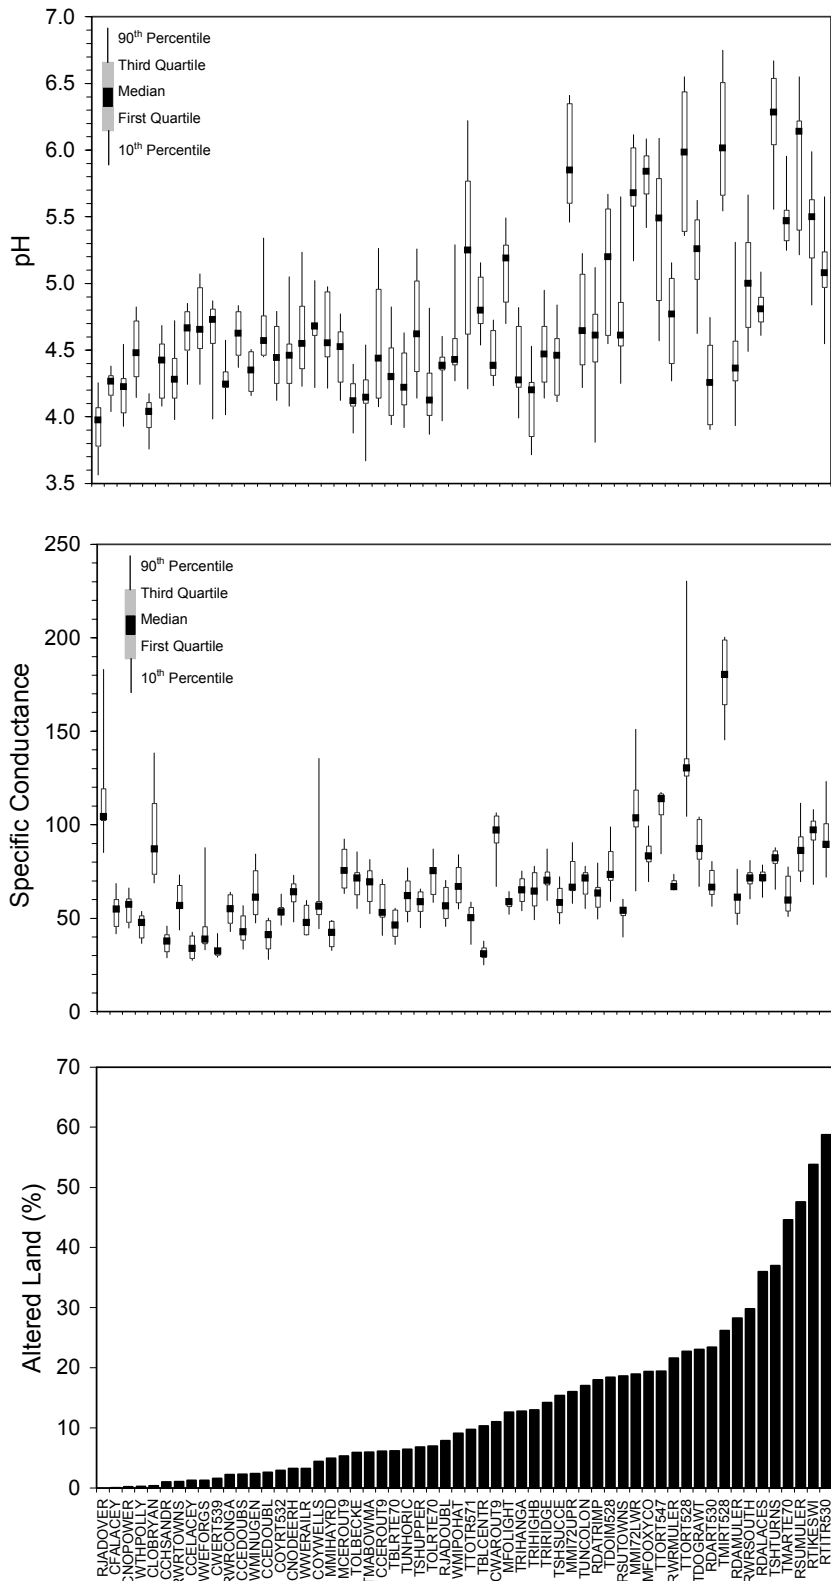 7.0
6.5
6.0
5.5
5.0
4.5
4.0
3.5
pH
90th Percentile
Third Quartile
Median
First Quartile
10th Percentile
250
200
150
100
50
0
Specific Conductance
90th Percentile
Third Quartile
Median
First Quartile
10th Percentile
70
60
50
40
30
20
10
0
Altered Land (%)
RJADOVER
CFALACEY
CNOPOWER
WTHPOLLY
CLOBRYAN
CCHSANDR
RWRTOWNS
CCELACEY
WWEFORGS
CWERT539
RWRCONGA
CCEDOUBS
WMINUGEN
CCEDOUBL
COYRT532
CNODEERH
WWERAILR
COYWELLS
MMIHAYRD
MCEROUT9
TOLBECKE
MABOWMA
CCEROUT9
TBLRTE70
TUNHURIC
TSHUPPER
TOLRTE70
RJADOUBL
WMIPOHAT
TTOTR571
TBLCENTR
CWAROUT9
MFOLIGHT
TRIHANGA
TRIHIGHB
TRIRIDGE
TSHSUCCE
MMI72UPR
TUNCOLON
RDATRIMP
TDOIM528
RSUTOWNS
MMI72LWR
MFOOXYCO
TTORT547
RWRMULER
TTORT528
TDOGRAWT
RDART530
TMIRT528
RDAMULER
RWRSOUTH
RDALACES
TSHTURNS
TMARTE70
RSUMILLER
RTIKESWI
RTITR530